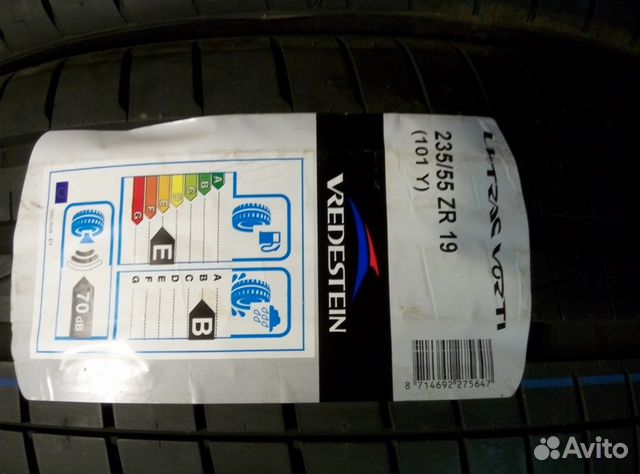 VREDESTEIN
ULTRAC VORTI
235/55 ZR 19
(101 Y)
8 714692 275647
A
B
C
D
E
F
G
E
A
B
C
D
E
F
G
B
70 dB
Avito